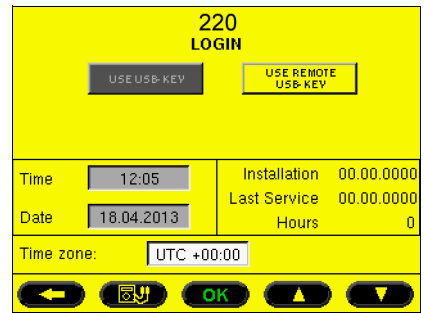 220
LOGIN
USE USB-KEY
USE REMOTE
USB-KEY
Time 12:05
Date 18.04.2013
Installation 00.00.0000
Last Service 00.00.0000
Hours 0
Time zone: UTC +00:00
OK